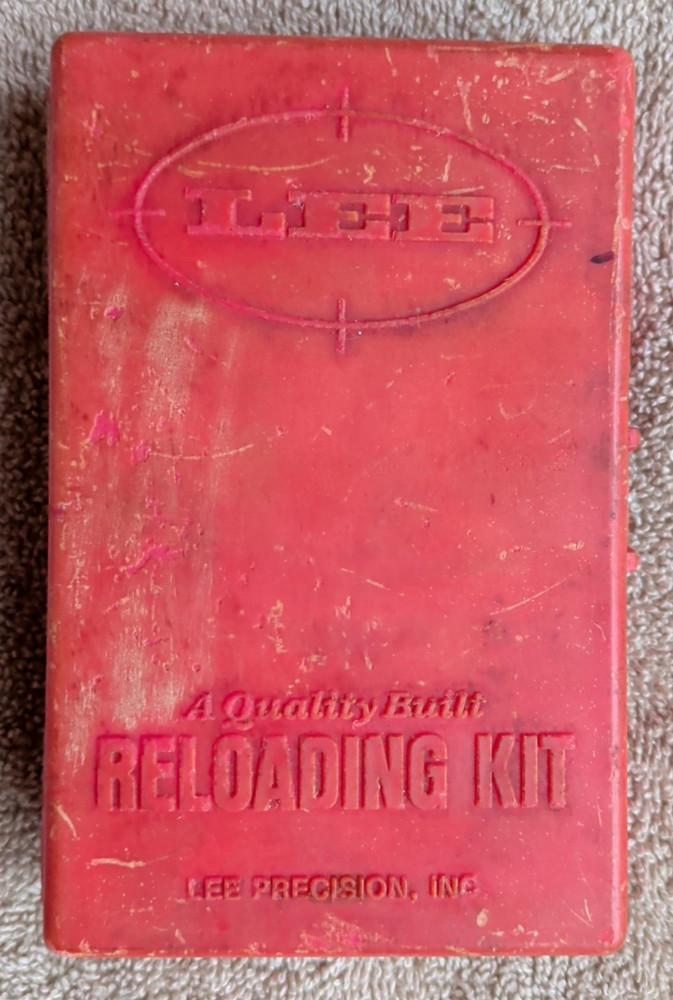 LEE
A Quality Built
RELOADING KIT
LEE PRECISION, INC